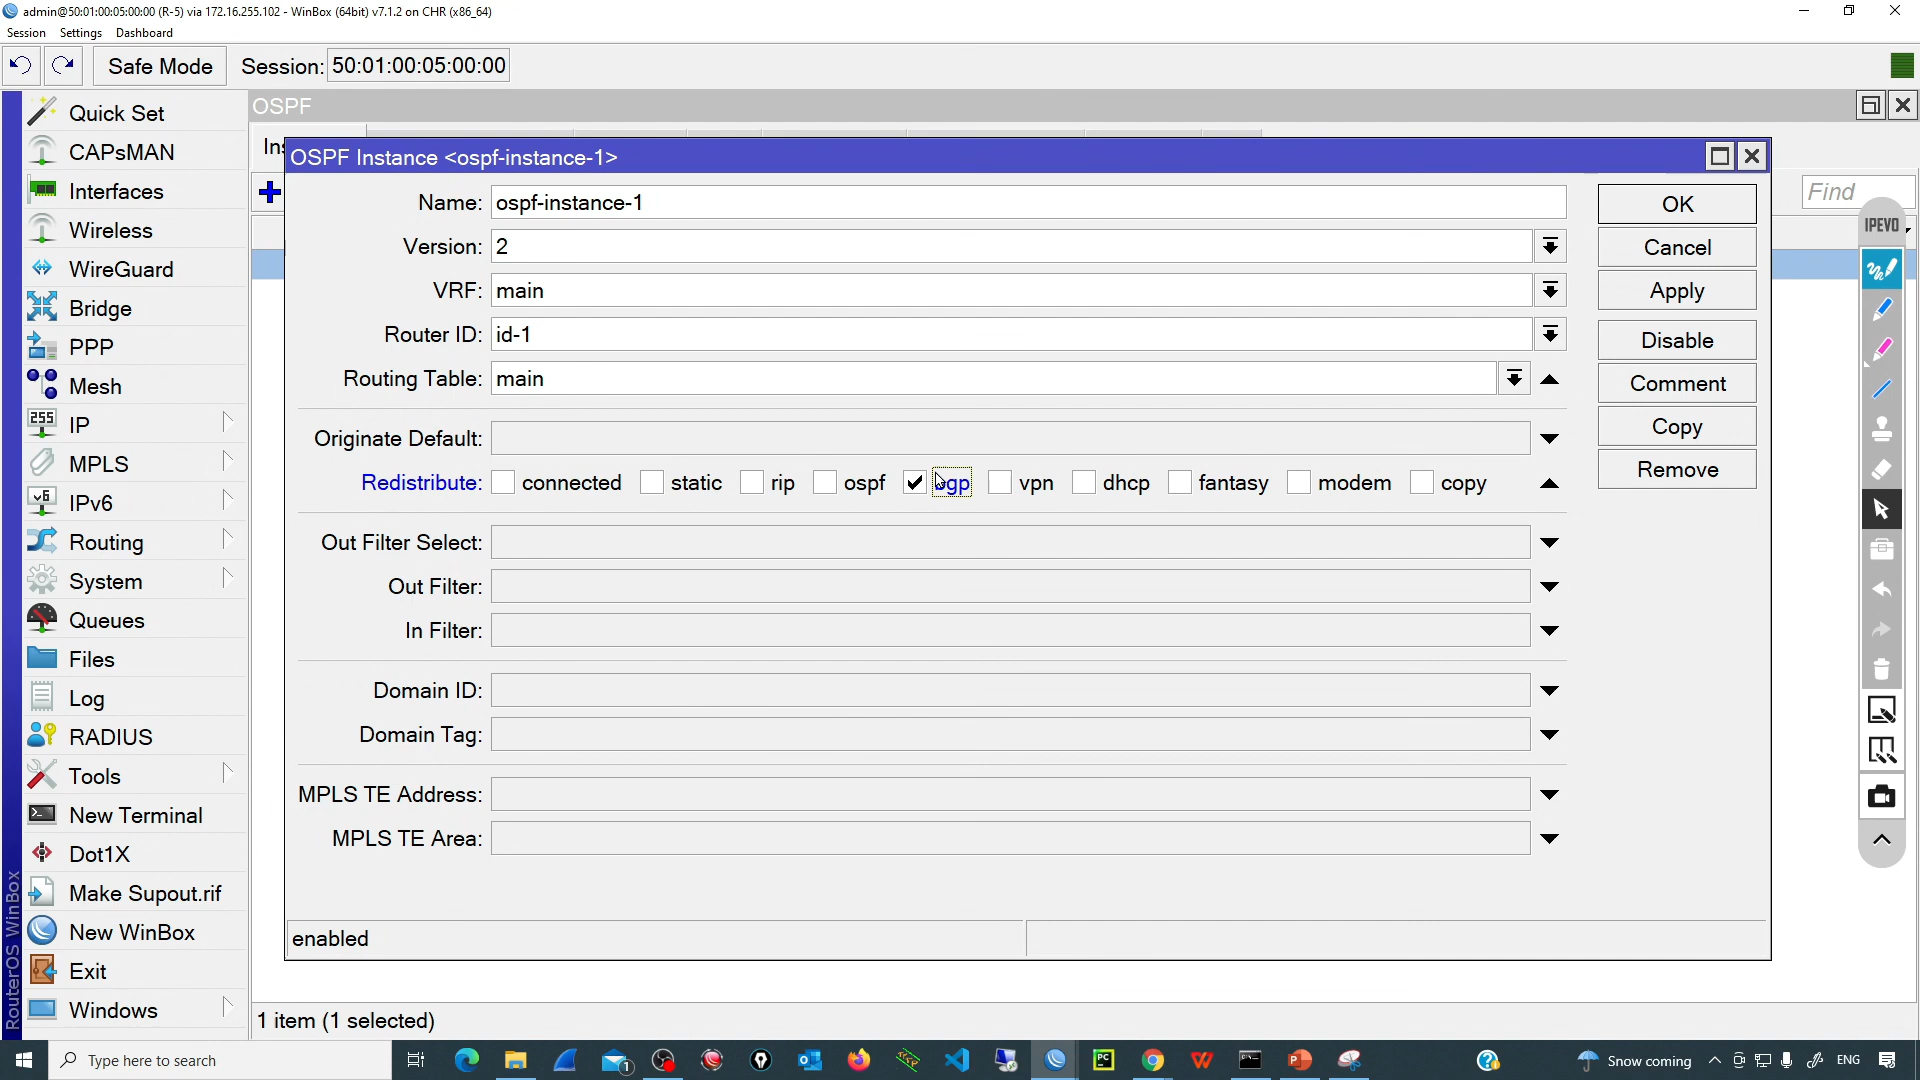 admin@50:01:00:05:00:00 (R-5) via 172.16.255.102 - WinBox (64bit) v7.1.2 on CHR (x86_64)
Session Settings Dashboard
Safe Mode Session: 50:01:00:05:00:00
Quick Set
CAPsMAN
Interfaces
Wireless
WireGuard
Bridge
PPP
Mesh
IP
MPLS
IPv6
Routing
System
Queues
Files
Log
RADIUS
Tools
New Terminal
Dot1X
Make Supout.rif
New WinBox
Exit
Windows
RouterOS WinBox
OSPF
Find
OSPF Instance <ospf-instance-1>
Name: ospf-instance-1
Version: 2
VRF: main
Router ID: id-1
Routing Table: main
Originate Default:
Redistribute: connected static rip ospf bgp vpn dhcp fantasy modem copy
Out Filter Select:
Out Filter:
In Filter:
Domain ID:
Domain Tag:
MPLS TE Address:
MPLS TE Area:
enabled
OK
Cancel
Apply
Disable
Comment
Copy
Remove
IPEVO
1 item (1 selected)
Type here to search
Snow coming
ENG